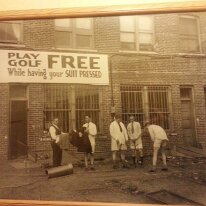 PLAY GOLF FREE
While having your SUIT PRESSED